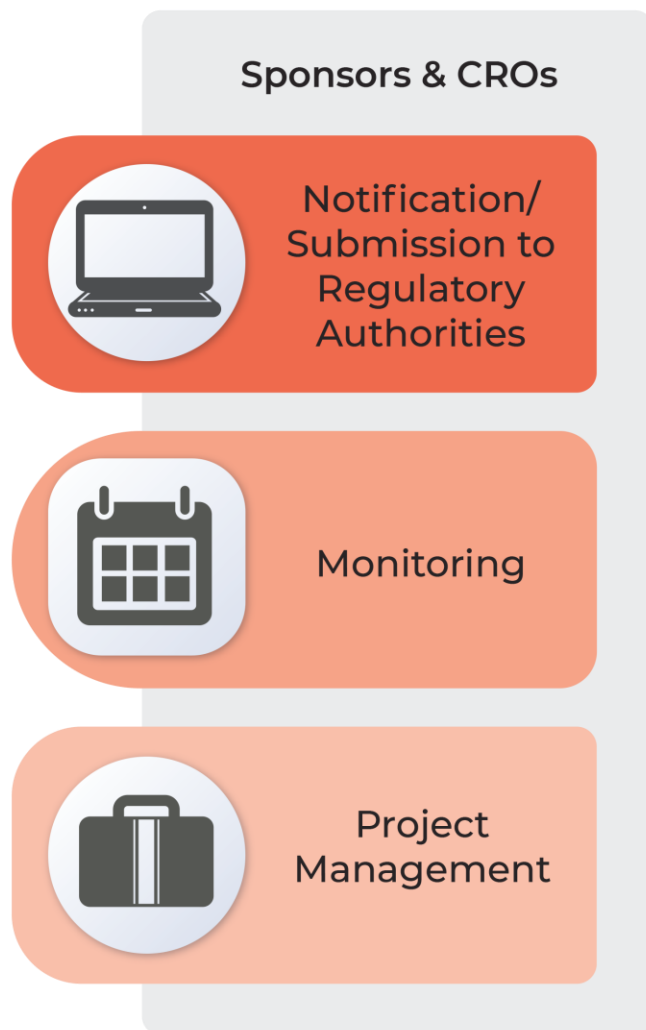 Sponsors & CROs
Notification/
Submission to
Regulatory
Authorities
Monitoring
Project
Management